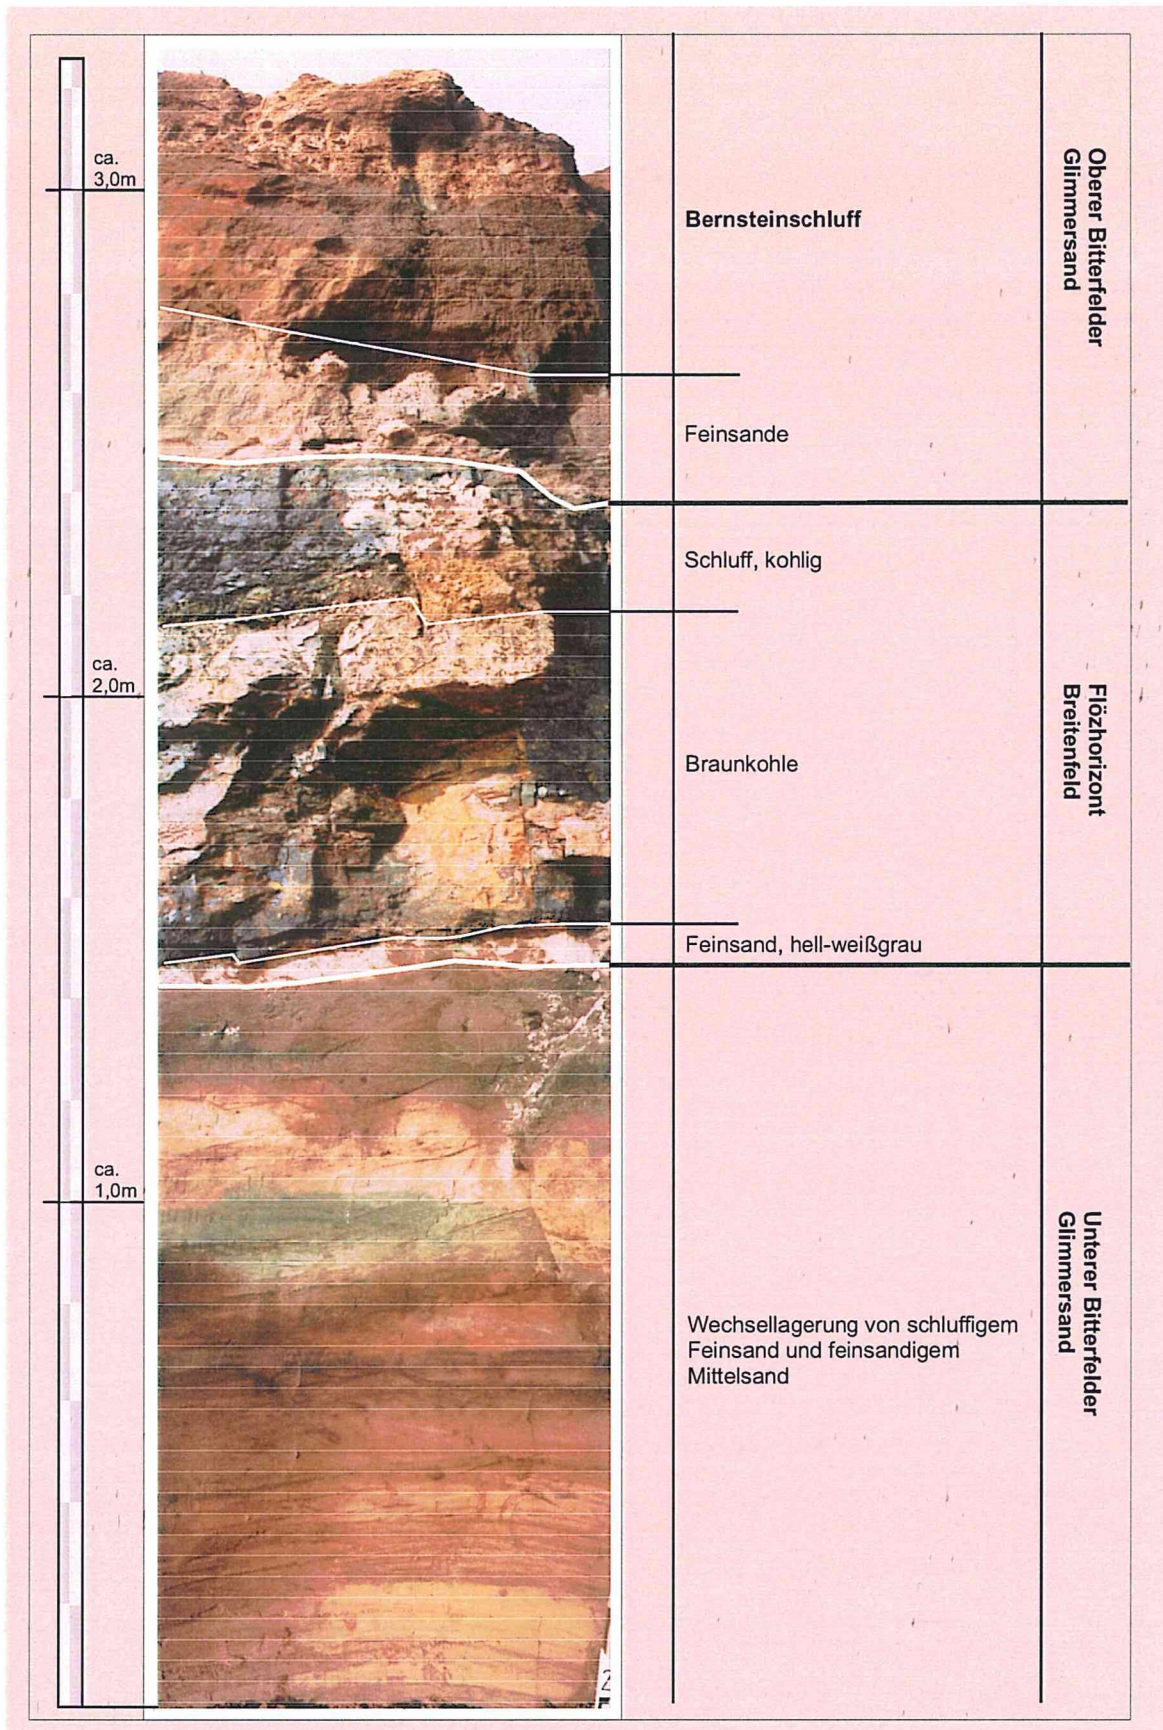 ca.
3,0m
Bernsteinschluff
Oberer Bitterfelder
Glimmersand
Feinsande
Schluff, kohlig
ca.
2,0m
Braunkohle
Flözhorizont
Breitenfeld
Feinsand, hell-weißgrau
ca.
1,0m
Unterer Bitterfelder
Glimmersand
Wechsellagerung von schluffigem
Feinsand und feinsandigem
Mittelsand
2